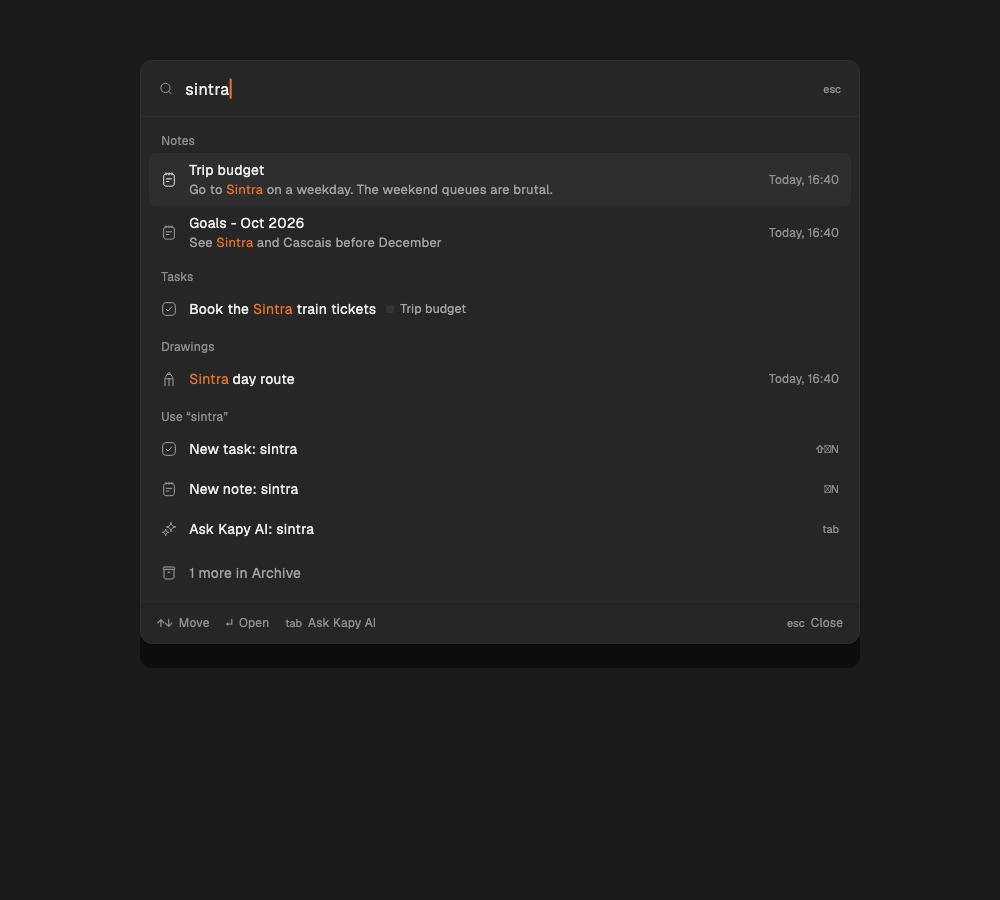 sintra esc
Notes
Trip budget
Go to Sintra on a weekday. The weekend queues are brutal. Today, 16:40
Goals - Oct 2026
See Sintra and Cascais before December Today, 16:40
Tasks
Book the Sintra train tickets Trip budget
Drawings
Sintra day route Today, 16:40
Use “sintra”
New task: sintra ⇧N
New note: sintra N
Ask Kapy AI: sintra tab
1 more in Archive
↑↓ Move ↵ Open tab Ask Kapy AI esc Close